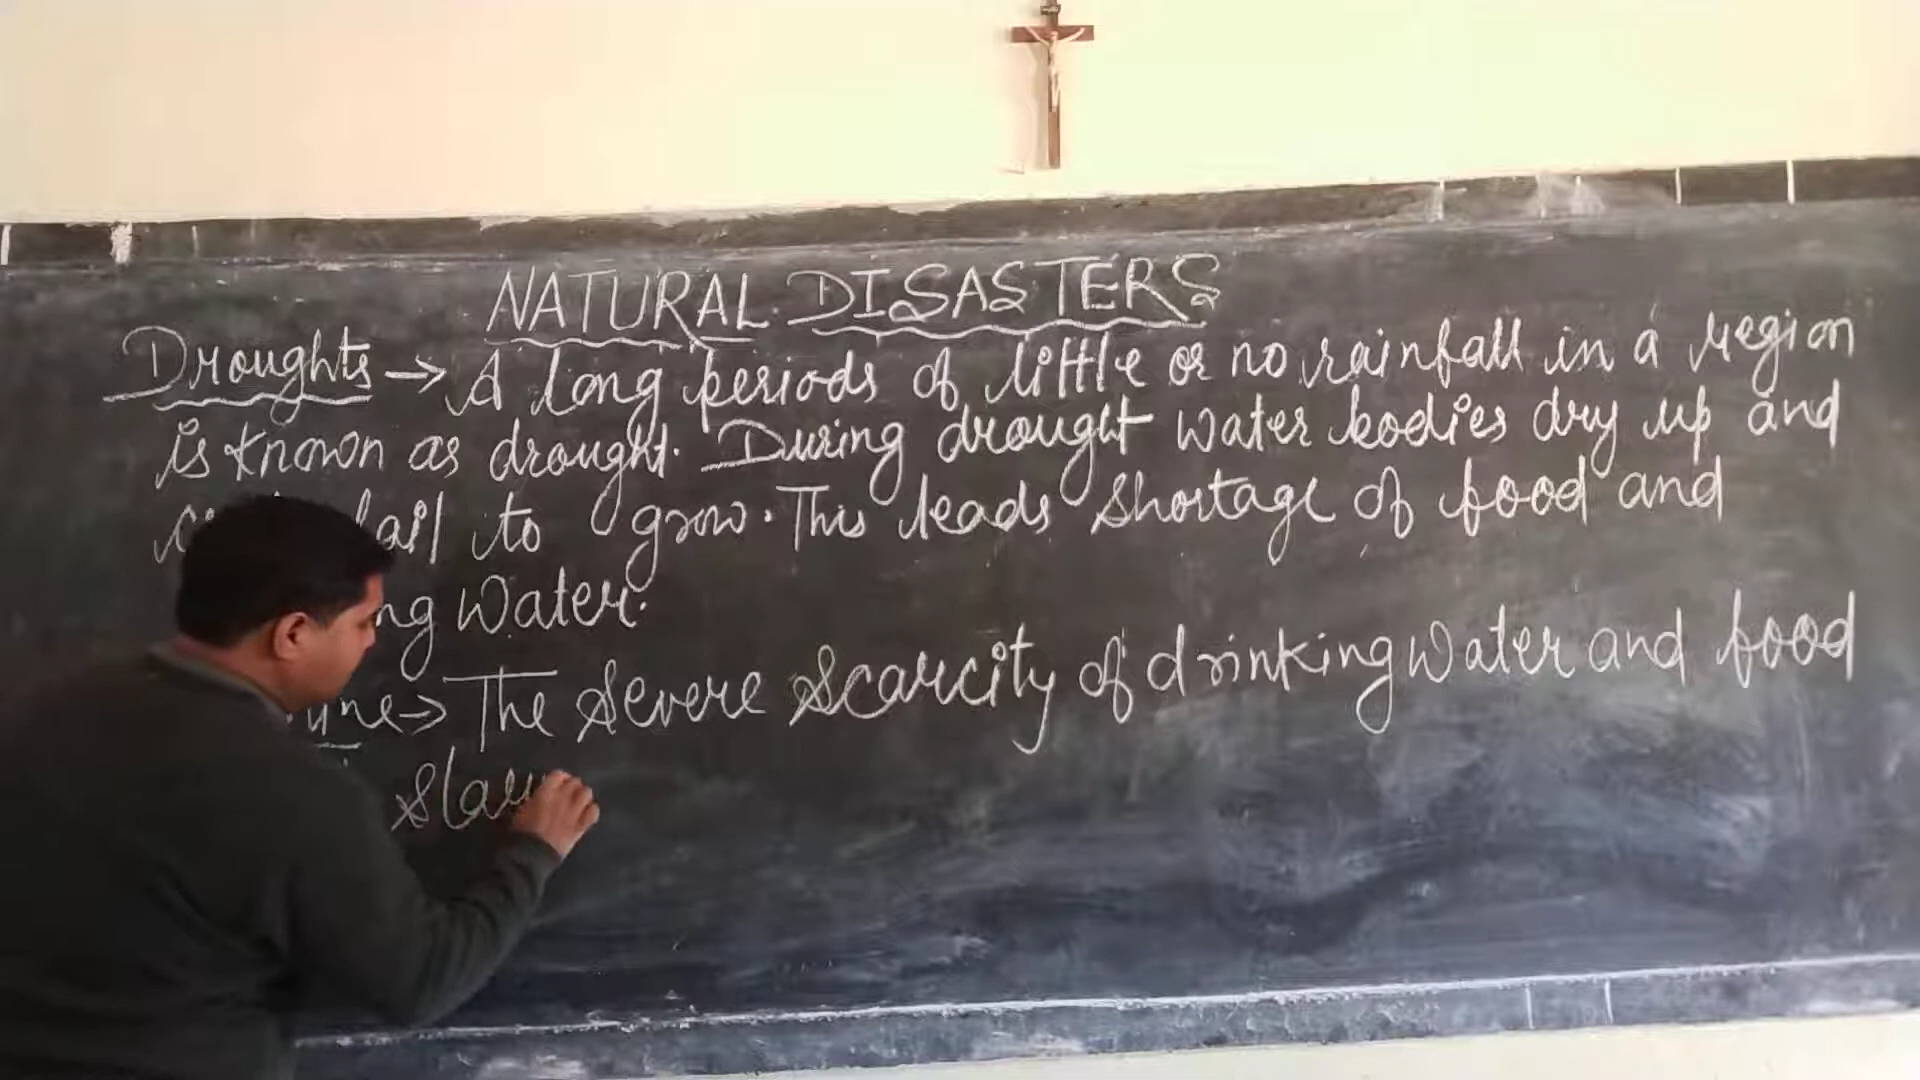 NATURAL DISASTERS
Droughts → A long periods of little or no rainfall in a region
is known as drought. During drought water bodies dry up and
fail to grow. This leads shortage of food and
Water.
The Severe Scarcity of drinking Water and food